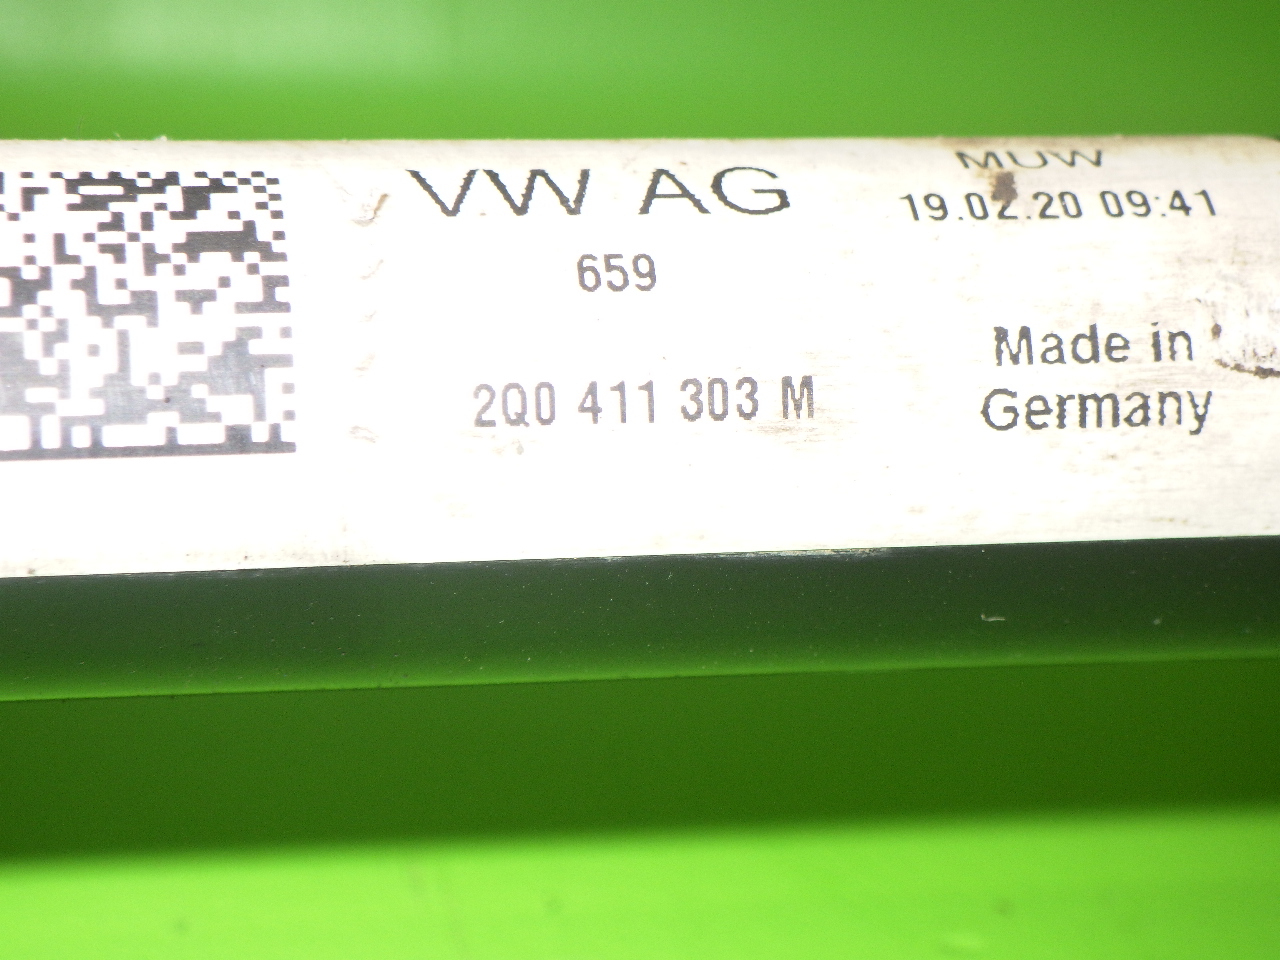 VW AG
659
2Q0 411 303 M
MUW
19.02.20 09:41
Made in
Germany